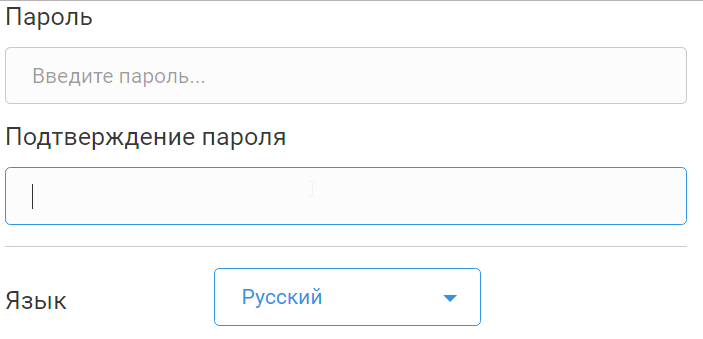 Пароль
Введите пароль...
Подтверждение пароля
Язык
Русский